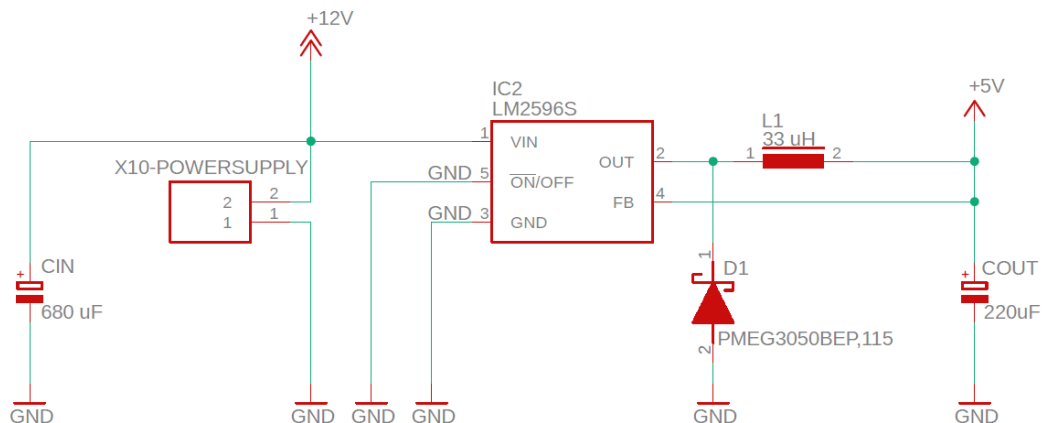 +12V
IC2
LM2596S
1
VIN
5
GND
ON/OFF
3
GND
GND
OUT
2
FB
4
L1
33 uH
1
2
+5V
X10-POWERSUPPLY
2
2
1
1
+
CIN
680 uF
1
D1
2
PMEG3050BEP,115
+
COUT
220uF
GND
GND
GND
GND
GND
GND